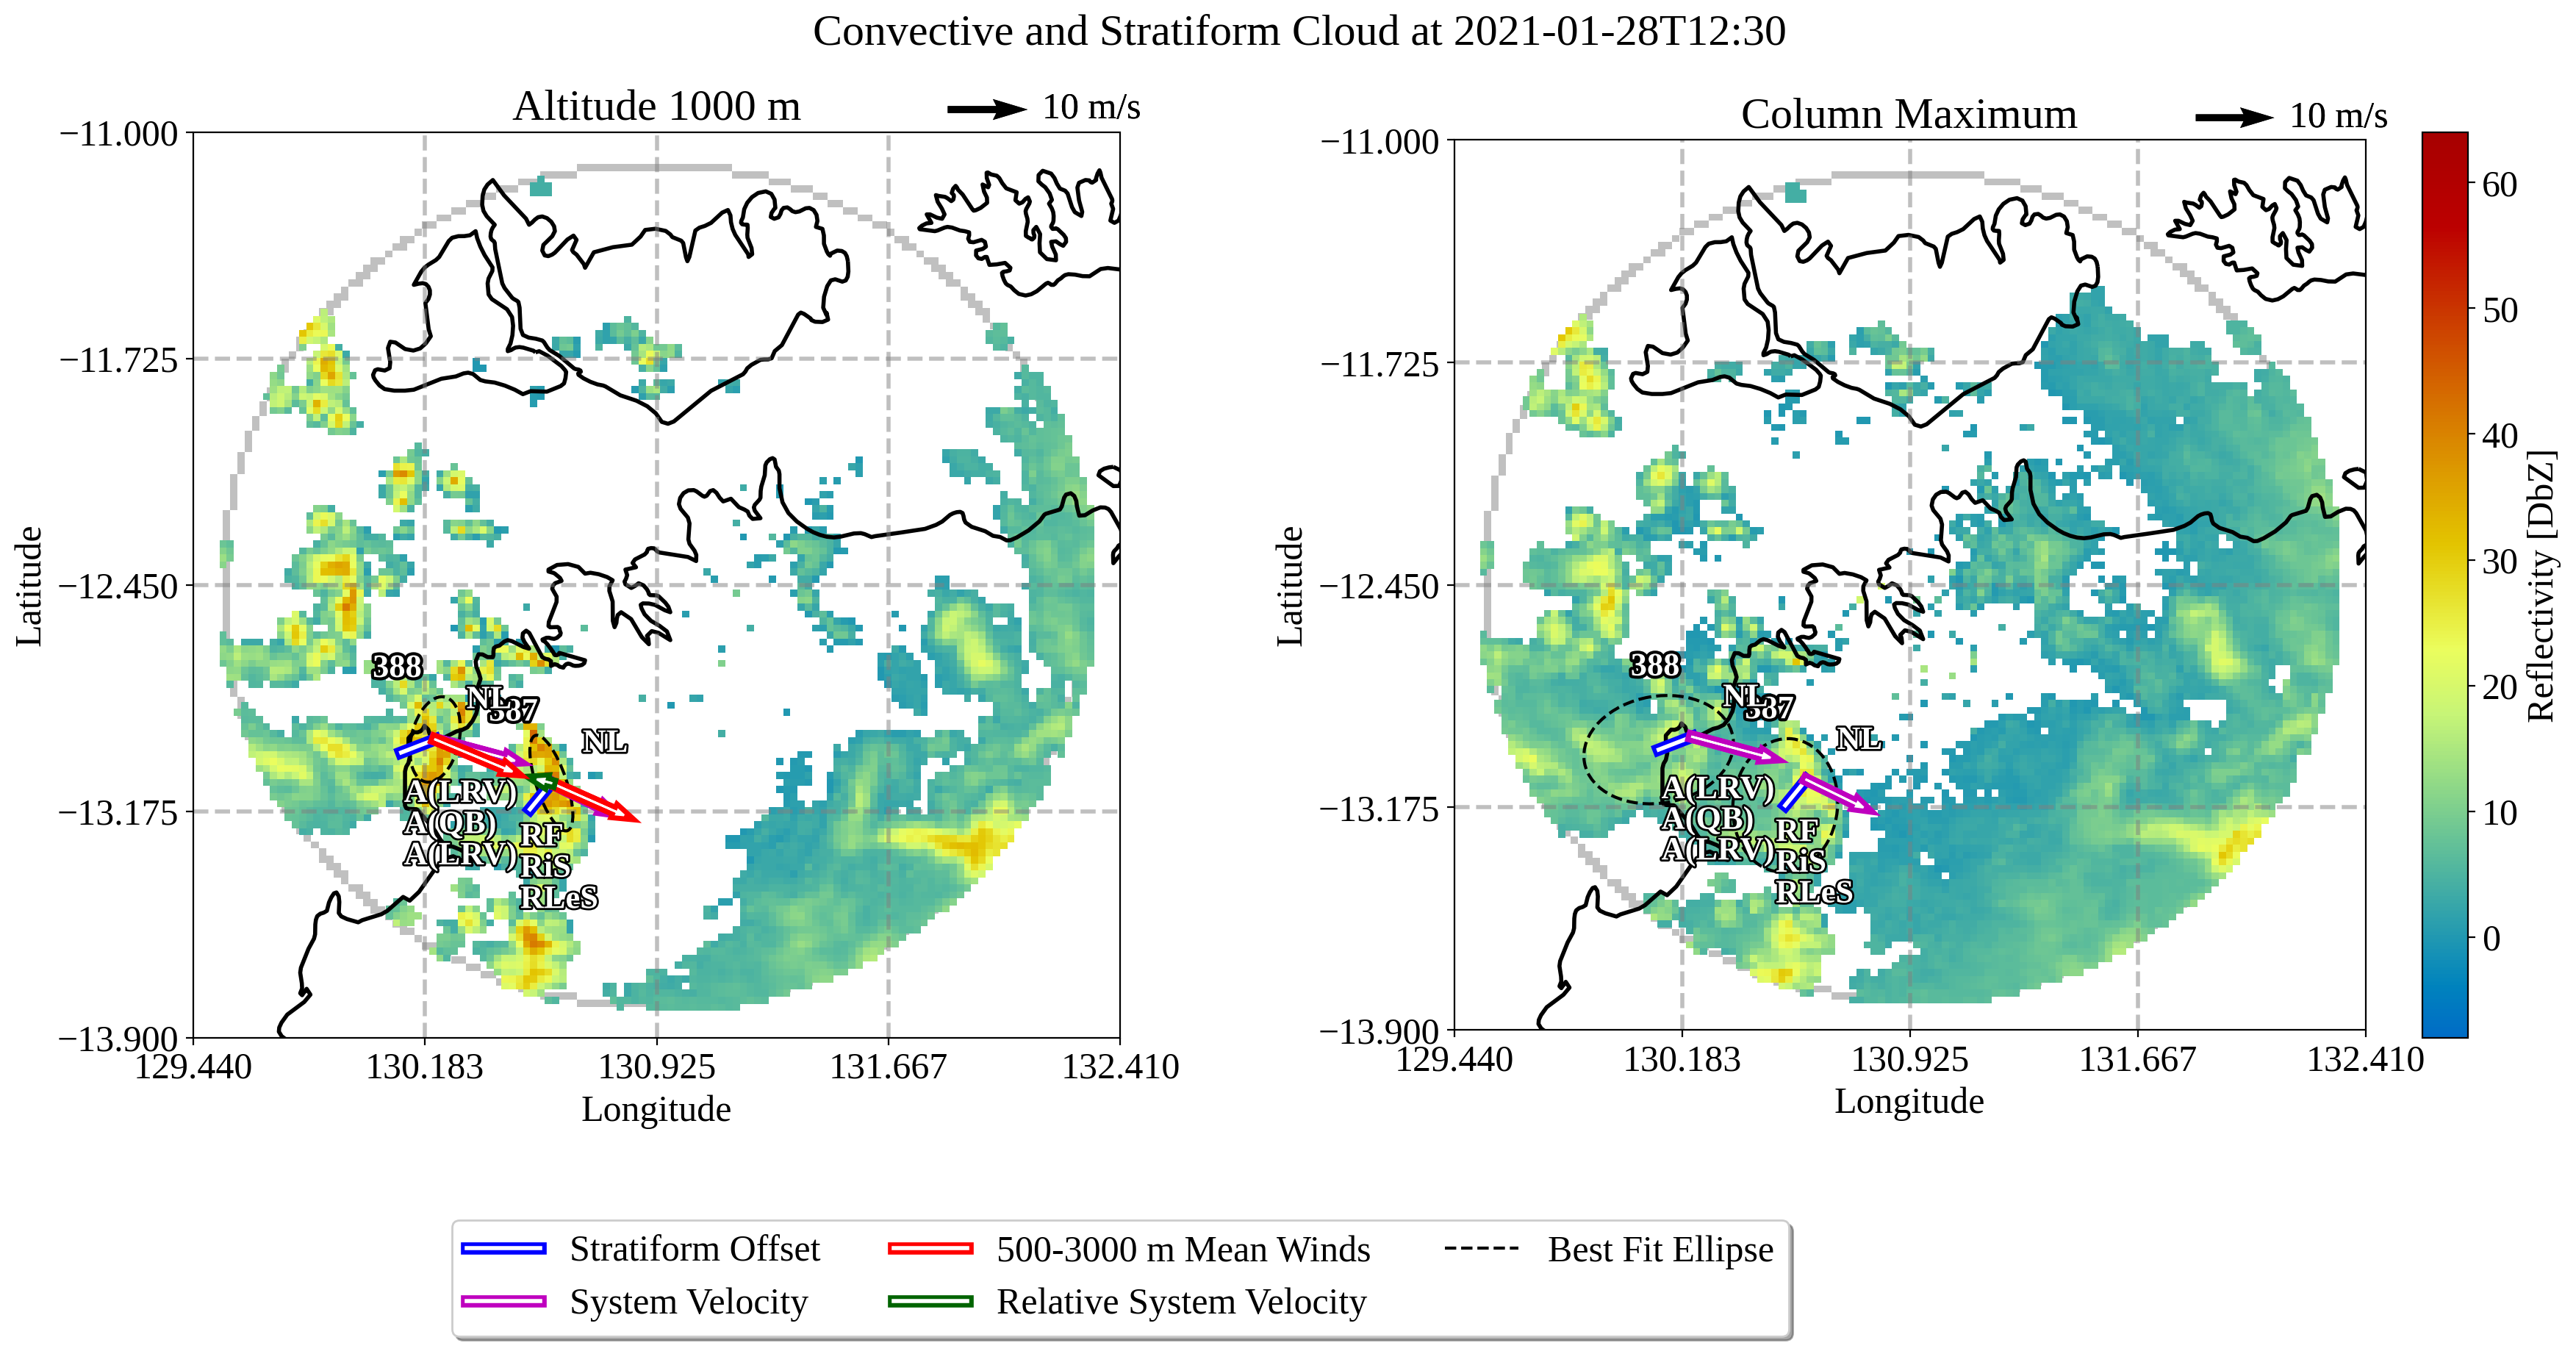 Convective and Stratiform Cloud at 2021-01-28T12:30
Altitude 1000 m
10 m/s
−11.000
−11.725
−12.450
−13.175
−13.900
129.440
130.183
130.925
131.667
132.410
Latitude
Longitude
388
NL
537
NL
A(LRV)
A(QB)
A(LRV)
RF
RiS
RLeS
Column Maximum
10 m/s
−11.000
−11.725
−12.450
−13.175
−13.900
129.440
130.183
130.925
131.667
132.410
Latitude
Longitude
388
NL
NL
A(LRV)
A(QB)
A(LRV)
RF
RiS
RLeS
60
50
40
30
20
10
0
Reflectivity [DbZ]
Stratiform Offset
500-3000 m Mean Winds
Best Fit Ellipse
System Velocity
Relative System Velocity